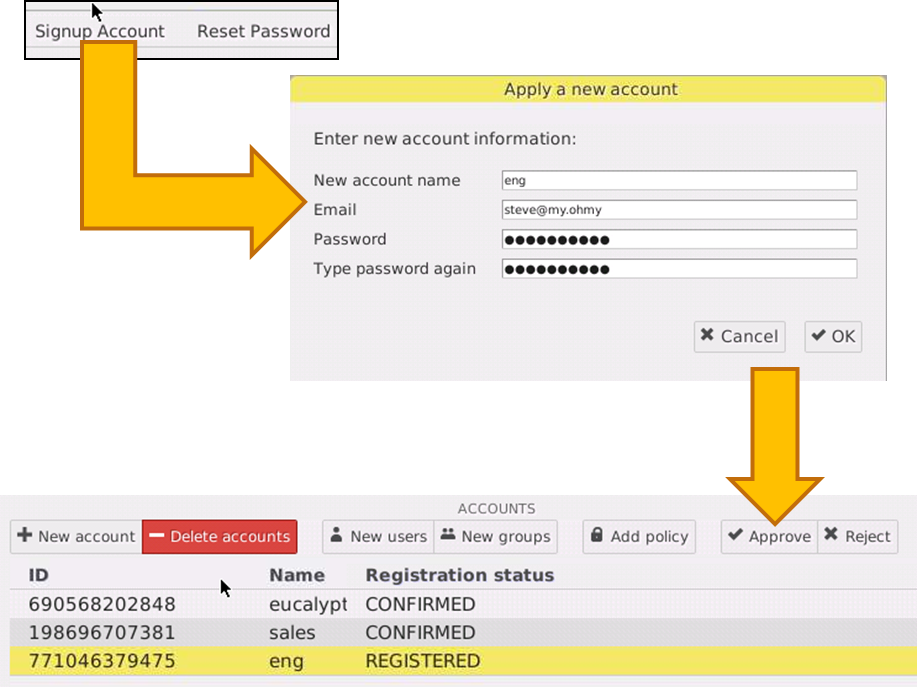 Signup Account Reset Password
Apply a new account
Enter new account information:
New account name eng
Email steve@my.ohmy
Password ●●●●●●●●●●
Type password again ●●●●●●●●●●
Cancel OK
ACCOUNTS
New account Delete accounts New users New groups Add policy Approve Reject
ID Name Registration status
690568202848 eucalypt CONFIRMED
198696707381 sales CONFIRMED
771046379475 eng REGISTERED